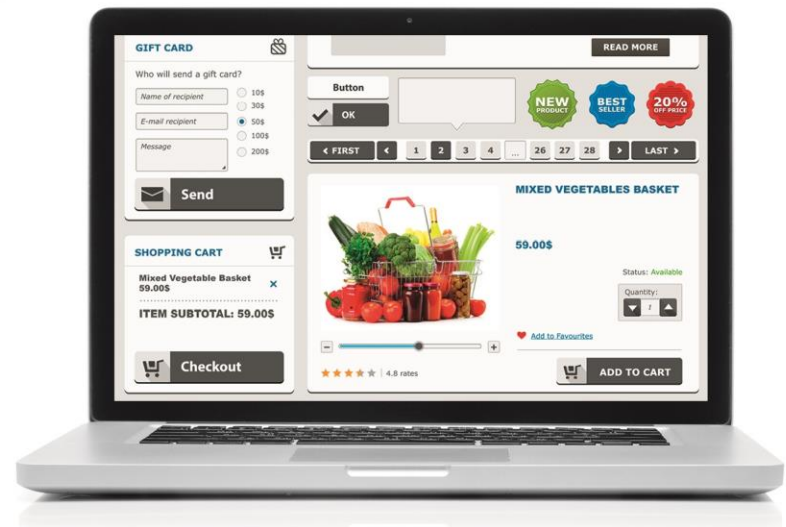 GIFT CARD
Who will send a gift card?
Name of recipient
10$
30$
E-mail recipient
50$
100$
Message
200$
Send
SHOPPING CART
Mixed Vegetable Basket
59.00$
ITEM SUBTOTAL: 59.00$
Checkout
READ MORE
Button
OK
NEW
PRODUCT
BEST
SELLER
20%
OFF PRICE
FIRST
1 2 3 4 ... 26 27 28
LAST
MIXED VEGETABLES BASKET
59.00$
Status: Available
Quantity:
1
Add to Favourites
4.8 rates
ADD TO CART